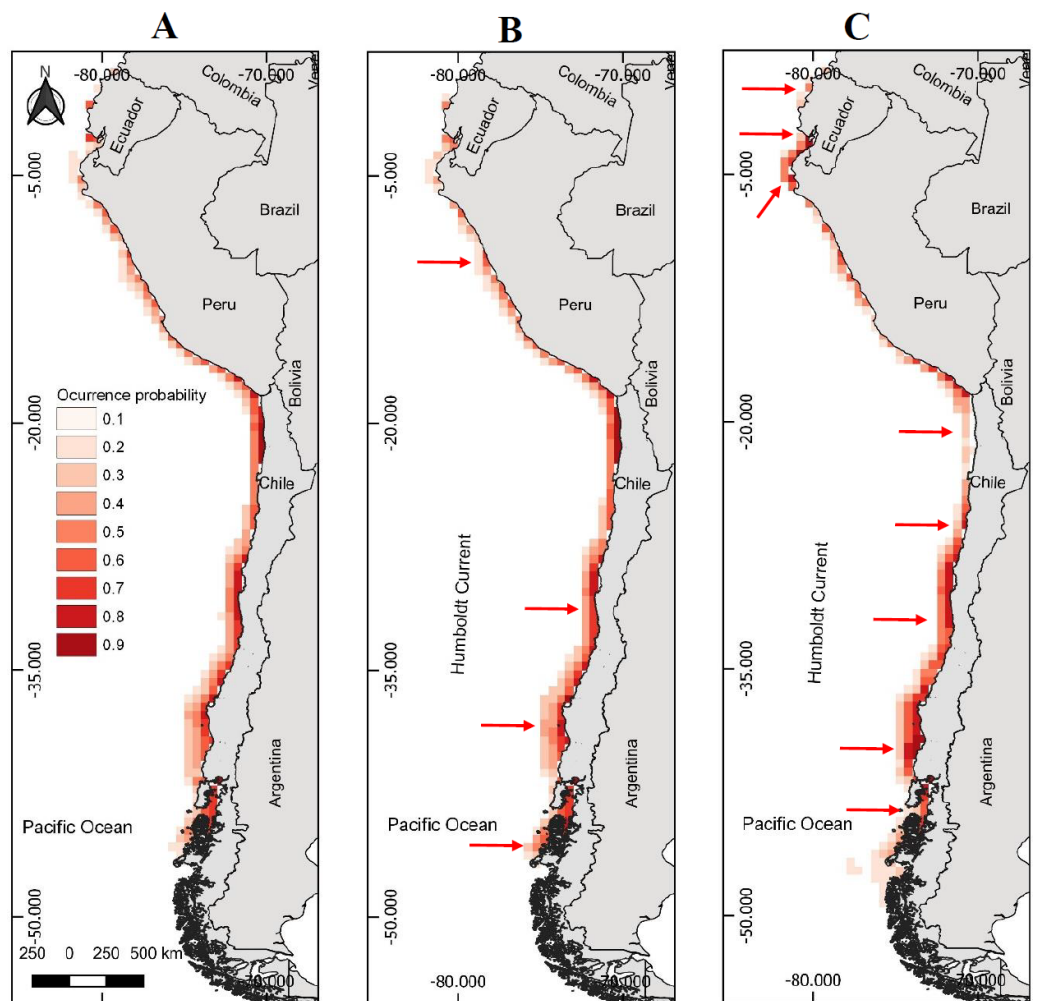 A
B
C
-80.000
-70.000
-80.000
-70.000
-80.000
-70.000
N
Colombia
Colombia
Colombia
Ecuador
Ecuador
Ecuador
-5.000
-5.000
-5.000
Brazil
Brazil
Brazil
Peru
Peru
Peru
Bolivia
Bolivia
Bolivia
Ocurrence probability
0.1
0.2
0.3
0.4
0.5
0.6
0.7
0.8
0.9
-20.000
-20.000
-20.000
Chile
Chile
Chile
Humboldt Current
Humboldt Current
-35.000
-35.000
-35.000
Argentina
Argentina
Argentina
Pacific Ocean
Pacific Ocean
Pacific Ocean
-50.000
-50.000
-50.000
250 0 250 500 km
-80.000
-70.000
-80.000
-70.000